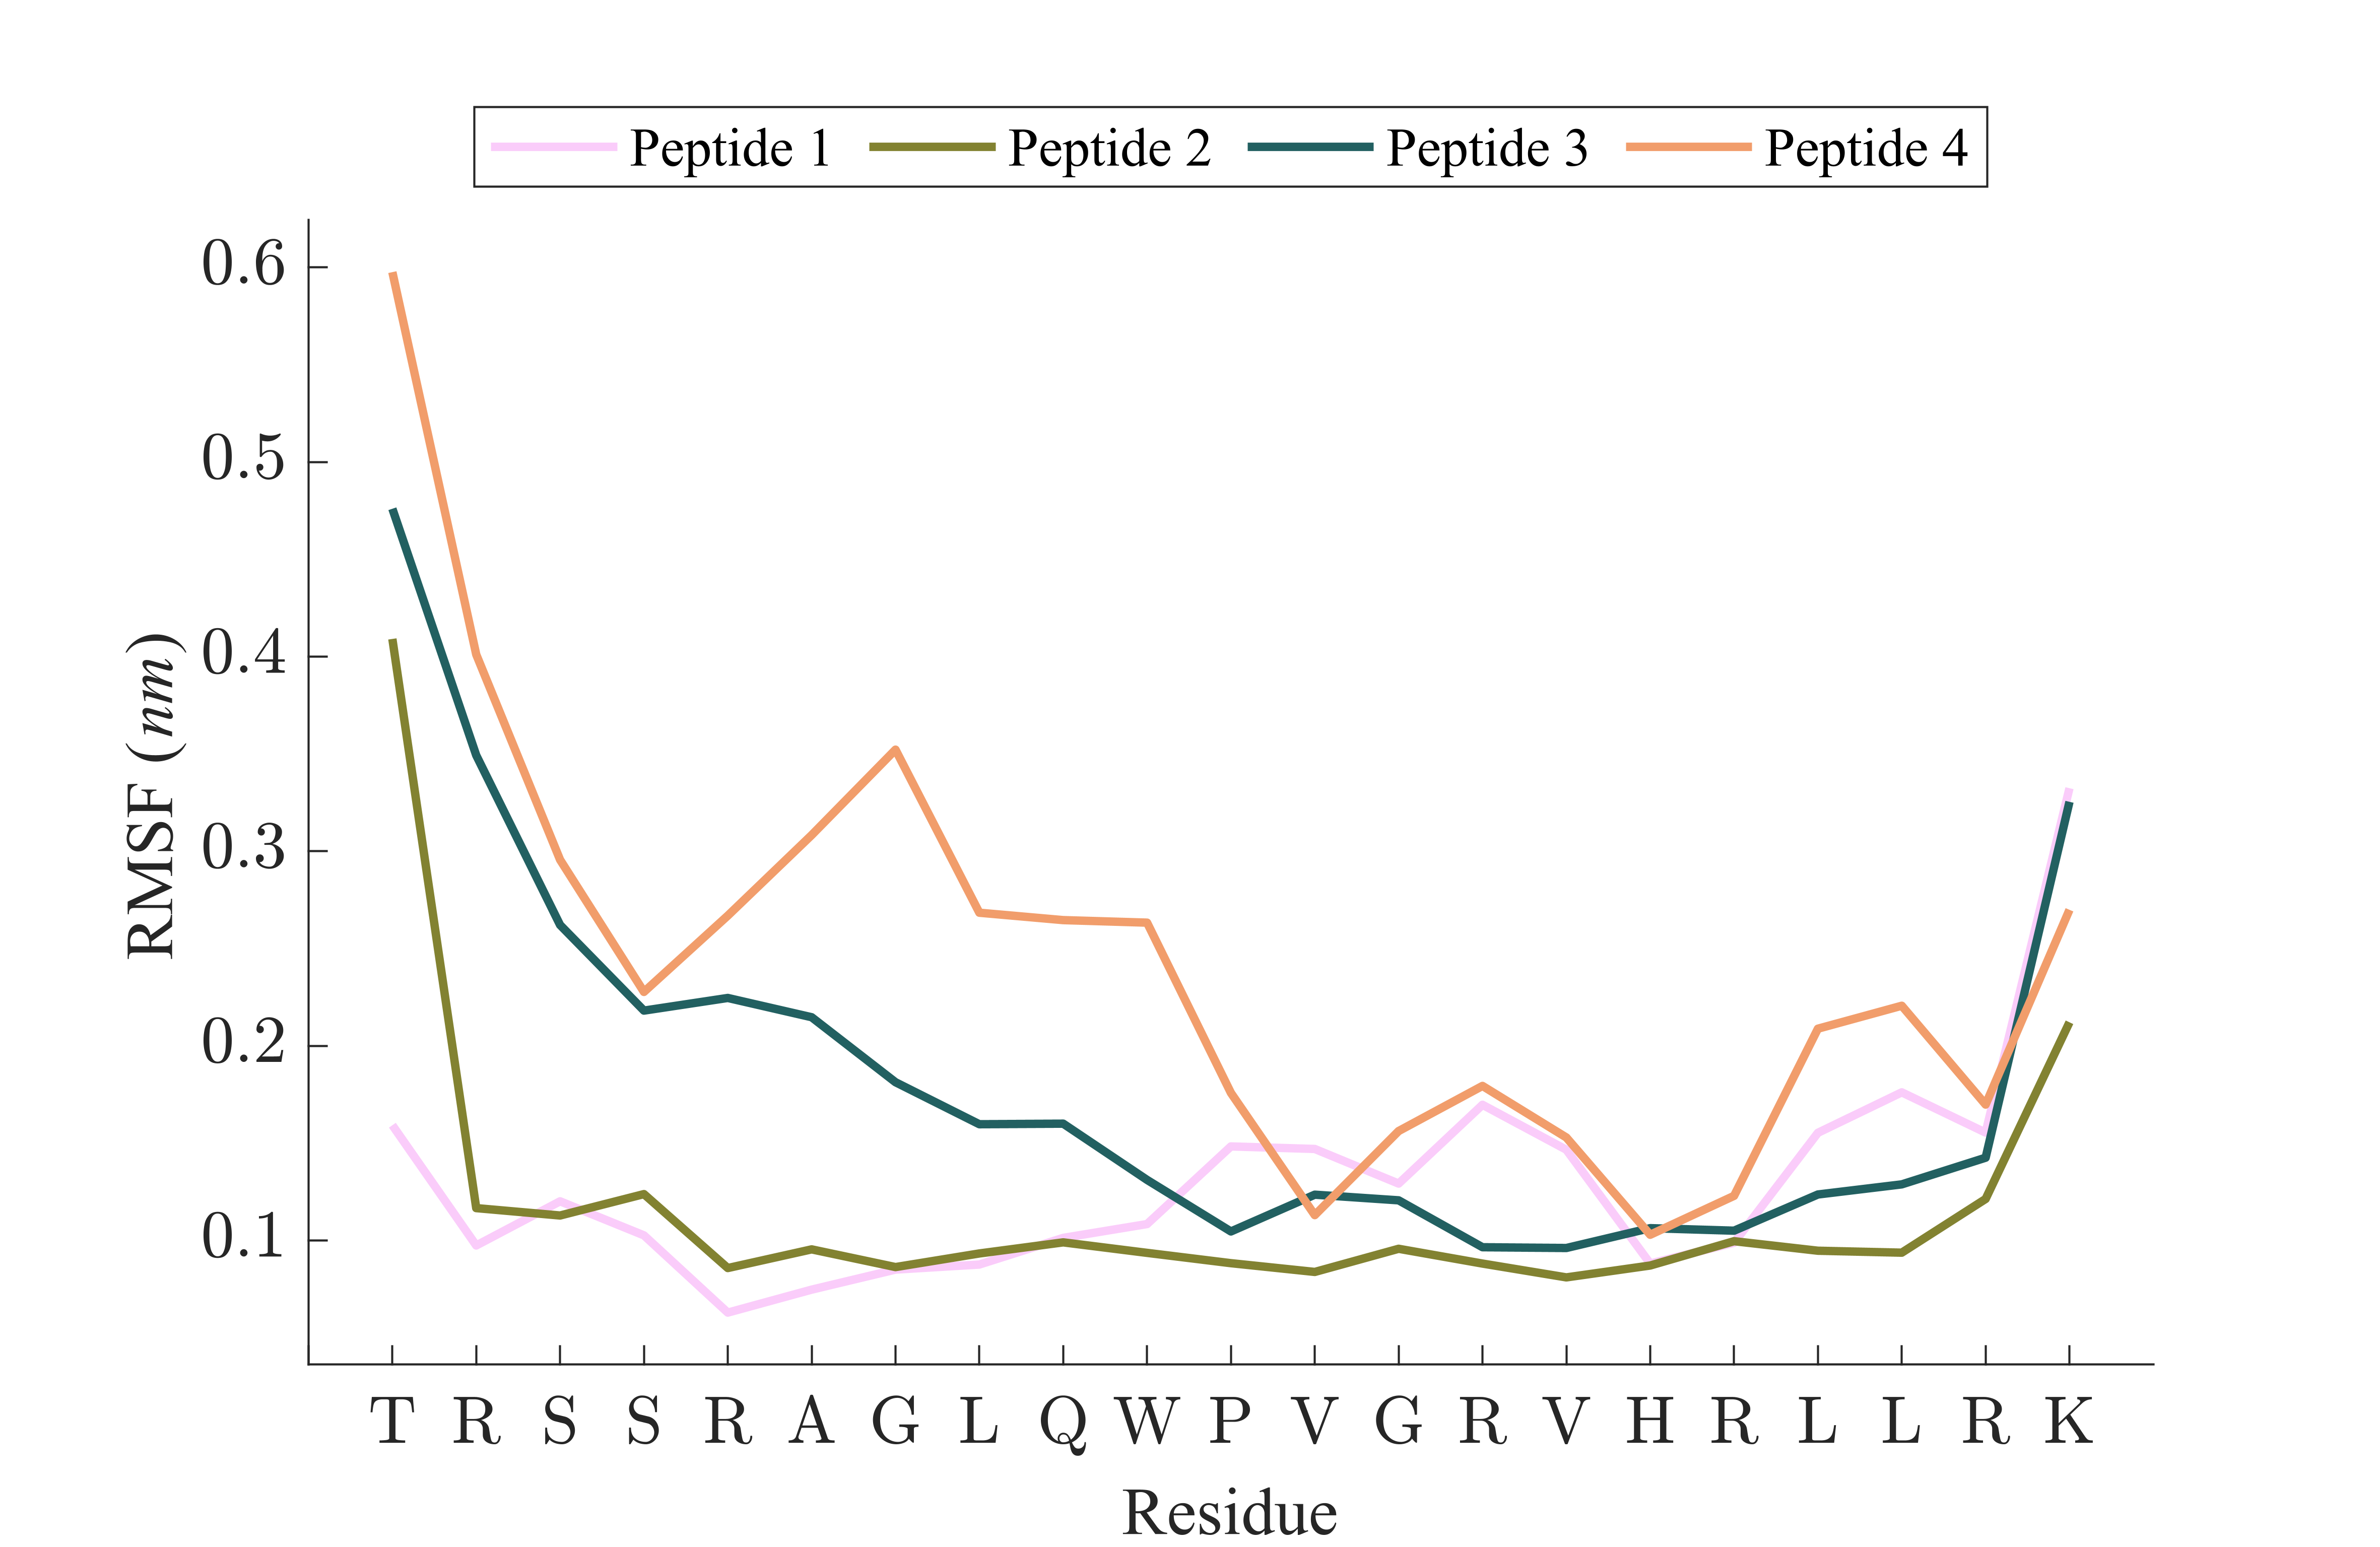 Peptide 1 Peptide 2 Peptide 3 Peptide 4
0.6
0.5
0.4
0.3
0.2
0.1
RMSF (nm)
T R S S R A G L Q W P V G R V H R L L R K
Residue